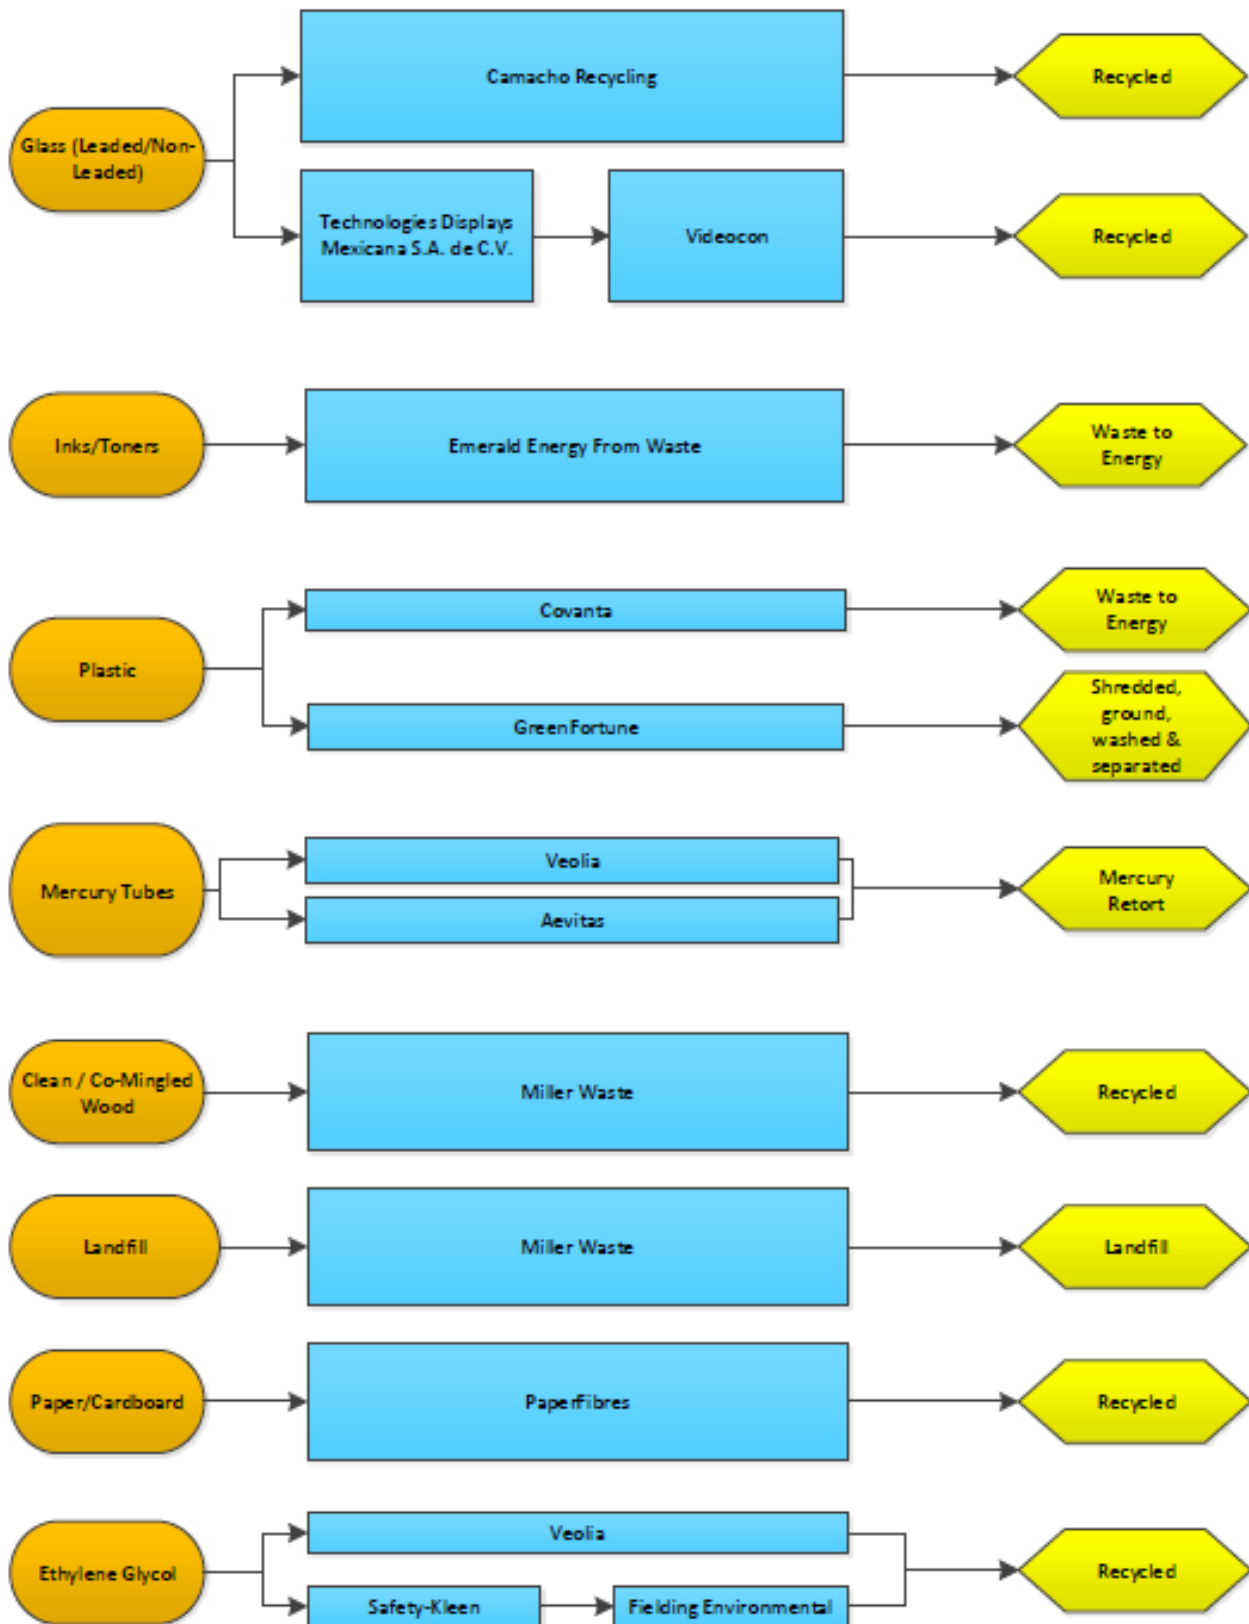 Camacho Recycling
Recycled
Glass (Leaded/Non-
Leaded)
Technologies Displays
Mexicana S.A. de C.V.
Videocon
Recycled
Inks/Toners
Emerald Energy From Waste
Waste to
Energy
Plastic
Covanta
Waste to
Energy
GreenFortune
Shredded,
ground,
washed &
separated
Mercury Tubes
Veolia
Aevitas
Mercury
Retort
Clean / Co-Mingled
Wood
Miller Waste
Recycled
Landfill
Miller Waste
Landfill
Paper/Cardboard
PaperFibres
Recycled
Ethylene Glycol
Veolia
Safety-Kleen
Fielding Environmental
Recycled